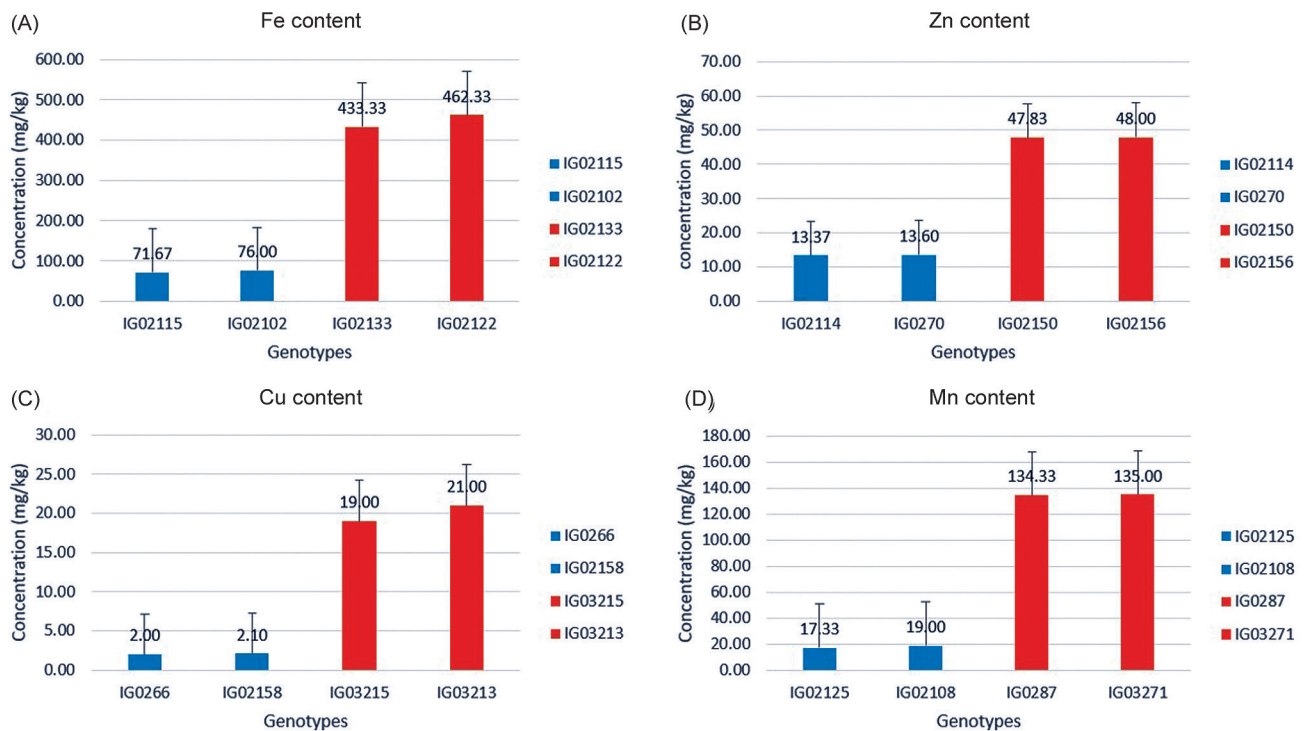 (A)
Fe content
Concentration (mg/kg)
600.00
500.00
400.00
300.00
200.00
100.00
0.00
71.67
76.00
433.33
462.33
IG02115
IG02102
IG02133
IG02122
Genotypes
IG02115
IG02102
IG02133
IG02122
(B)
Zn content
concentration (mg/kg)
70.00
60.00
50.00
40.00
30.00
20.00
10.00
0.00
13.37
13.60
47.83
48.00
IG02114
IG0270
IG02150
IG02156
Genotypes
IG02114
IG0270
IG02150
IG02156
(C)
Cu content
Concentration (mg/kg)
30.00
25.00
20.00
15.00
10.00
5.00
0.00
2.00
2.10
19.00
21.00
IG0266
IG02158
IG03215
IG03213
Genotypes
IG0266
IG02158
IG03215
IG03213
(D)
Mn content
Concentration (mg/kg)
180.00
160.00
140.00
120.00
100.00
80.00
60.00
40.00
20.00
0.00
17.33
19.00
134.33
135.00
IG02125
IG02108
IG0287
IG03271
Genotypes
IG02125
IG02108
IG0287
IG03271